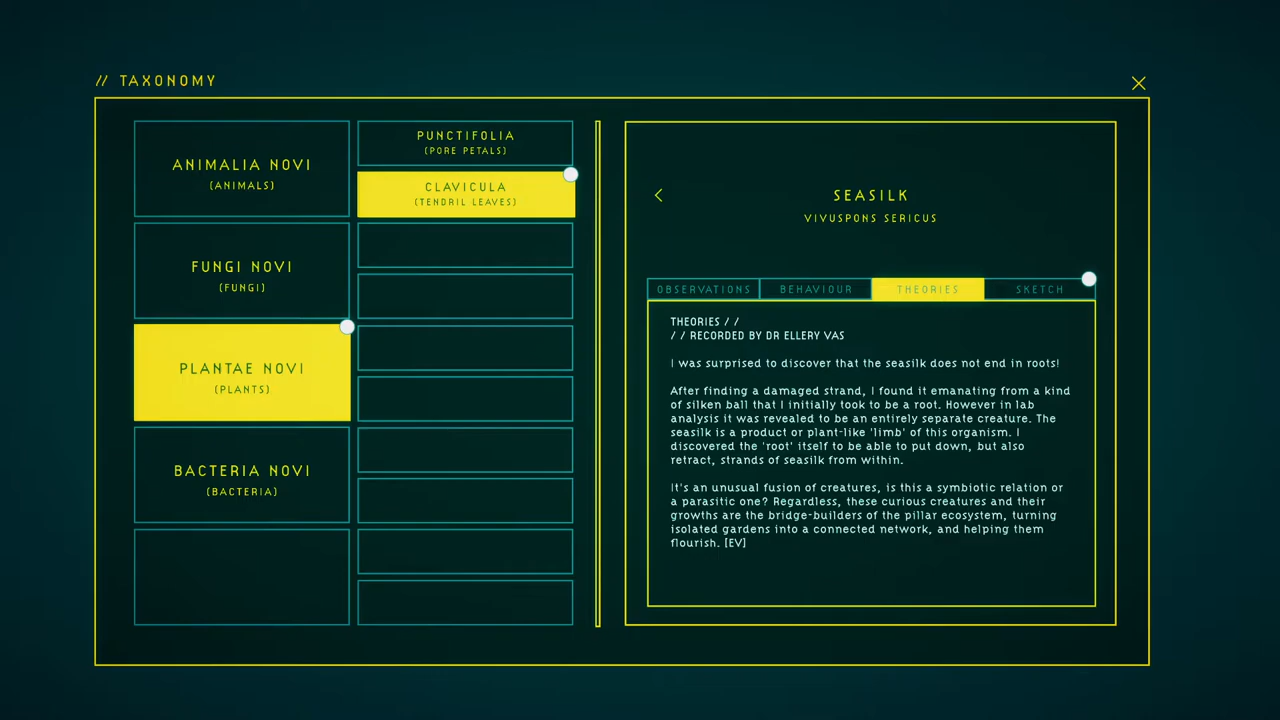 // TAXONOMY
ANIMALIA NOVI
(ANIMALS)
FUNGI NOVI
(FUNGI)
PLANTAE NOVI
(PLANTS)
BACTERIA NOVI
(BACTERIA)
PUNCTIFOLIA
(PORE PETALS)
CLAVICULA
(TENDRIL LEAVES)
SEASILK
VIVUSPONS SERICUS
OBSERVATIONS
BEHAVIOUR
THEORIES
SKETCH
THEORIES / /
/ / RECORDED BY DR ELLERY VAS
I was surprised to discover that the seasilk does not end in roots!
After finding a damaged strand, I found it emanating from a kind
of silken ball that I initially took to be a root. However in lab
analysis it was revealed to be an entirely separate creature. The
seasilk is a product or plant-like 'limb' of this organism. I
discovered the 'root' itself to be able to put down, but also
retract, strands of seasilk from within.
It's an unusual fusion of creatures, is this a symbiotic relation or
a parasitic one? Regardless, these curious creatures and their
growths are the bridge-builders of the pillar ecosystem, turning
isolated gardens into a connected network, and helping them
flourish. [EV]